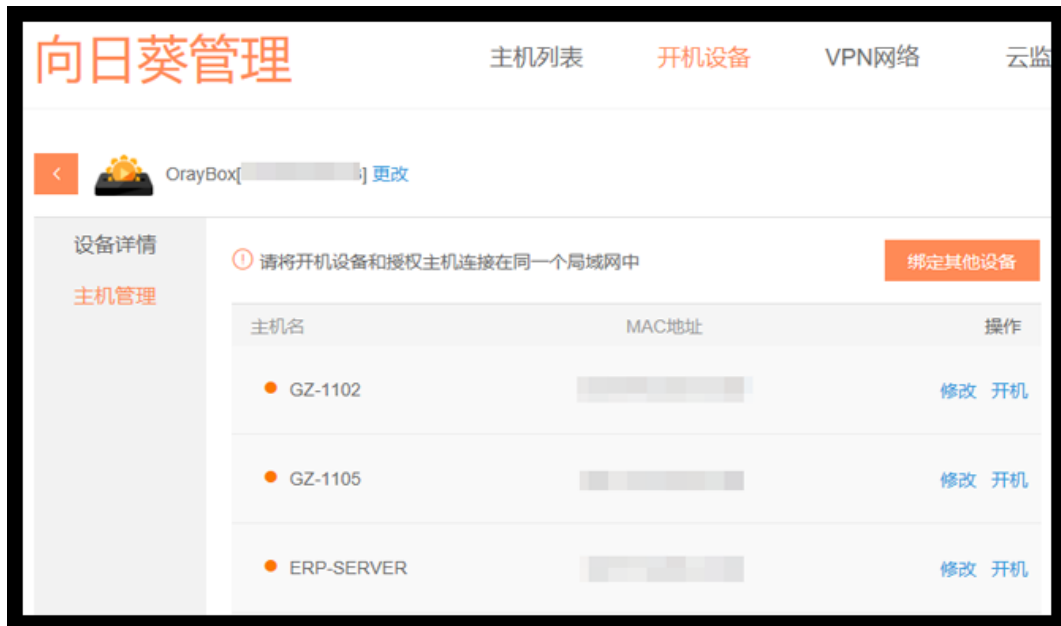 向日葵管理 主机列表 开机设备 VPN网络 云监
OrayBox[ ] 更改
设备详情
主机管理
请将开机设备和授权主机连接在同一个局域网中 绑定其他设备
主机名 MAC地址 操作
GZ-1102 修改 开机
GZ-1105 修改 开机
ERP-SERVER 修改 开机